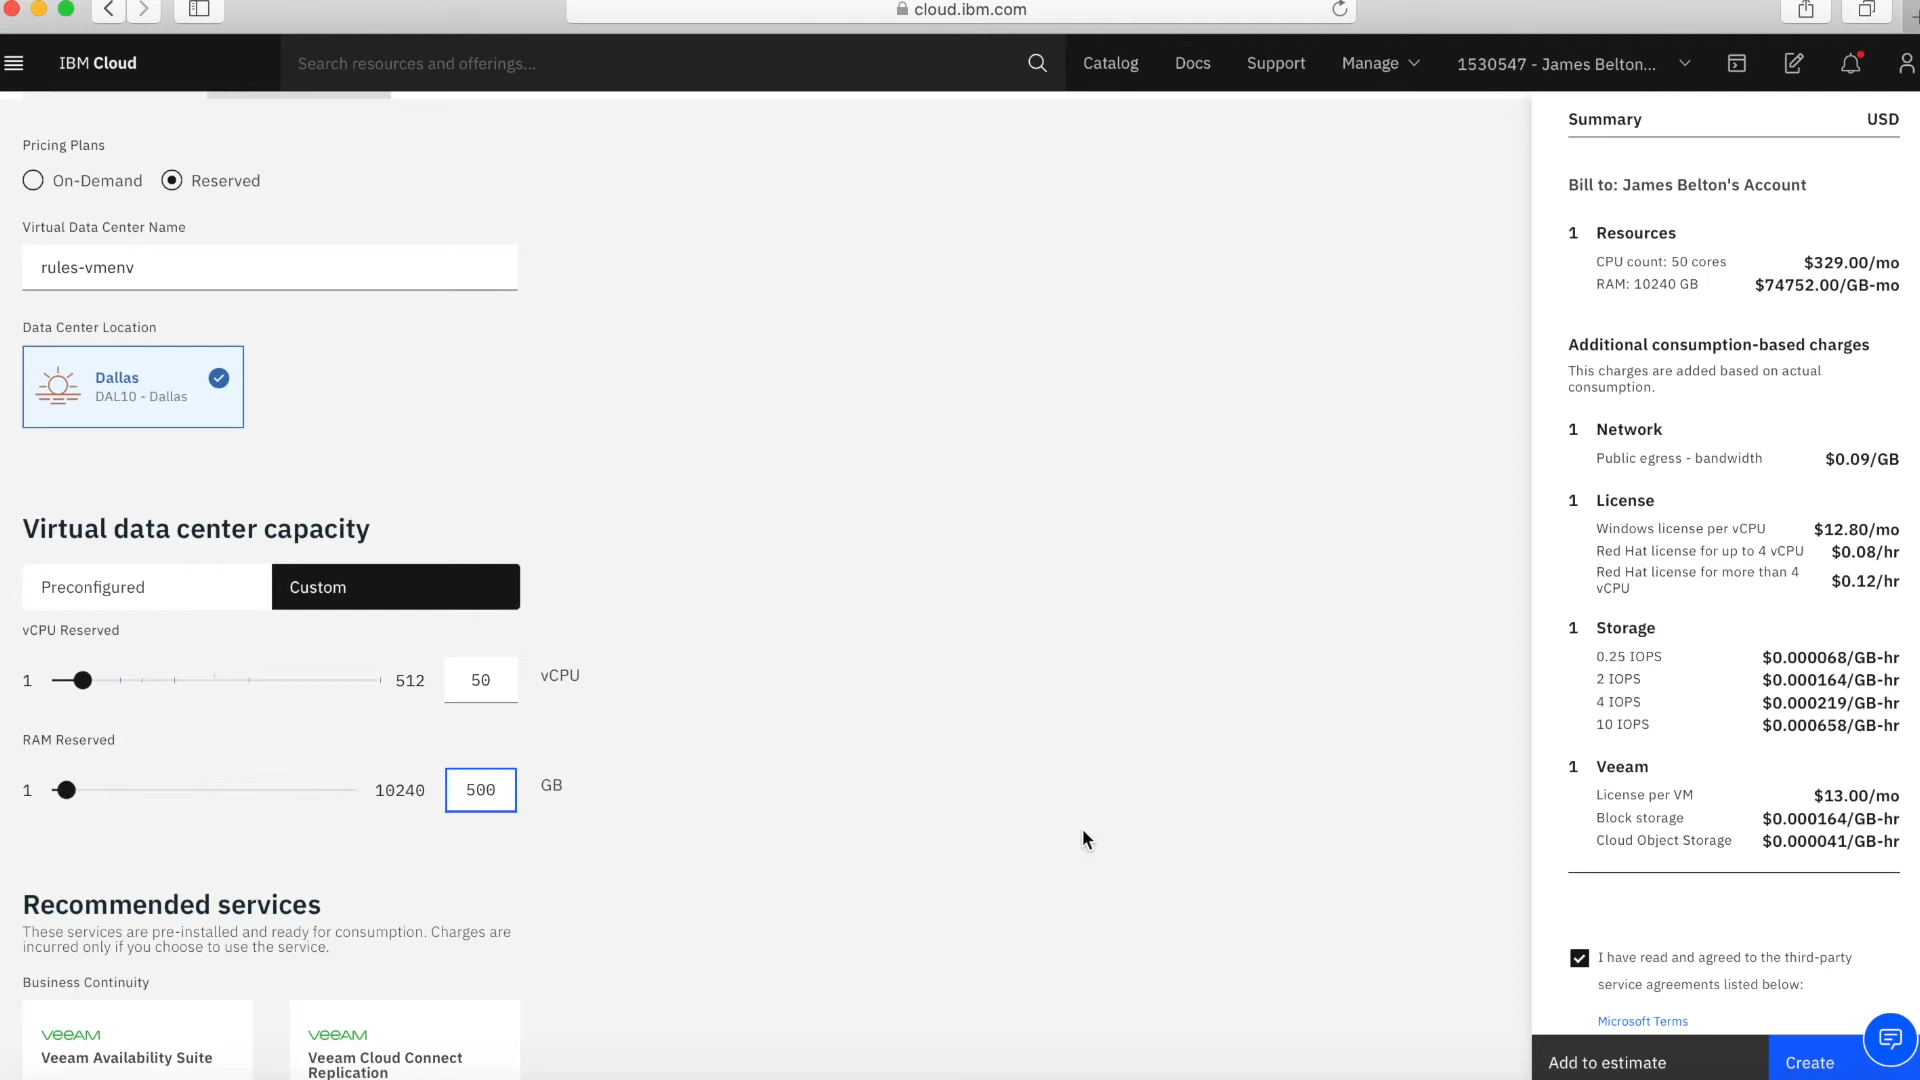 cloud.ibm.com
IBM Cloud
Search resources and offerings...
Catalog
Docs
Support
Manage
1530547 - James Belton...
Pricing Plans
On-Demand
Reserved
Virtual Data Center Name
rules-vmenv
Data Center Location
Dallas
DAL10 - Dallas
Virtual data center capacity
Preconfigured
Custom
vCPU Reserved
1 512 50 vCPU
RAM Reserved
1 10240 500 GB
Recommended services
These services are pre-installed and ready for consumption. Charges are
incurred only if you choose to use the service.
Business Continuity
veeAM
Veeam Availability Suite
veeAM
Veeam Cloud Connect
Replication
Summary USD
Bill to: James Belton's Account
1 Resources
CPU count: 50 cores $329.00/mo
RAM: 10240 GB $74752.00/GB-mo
Additional consumption-based charges
This charges are added based on actual
consumption.
1 Network
Public egress - bandwidth $0.09/GB
1 License
Windows license per vCPU $12.80/mo
Red Hat license for up to 4 vCPU $0.08/hr
Red Hat license for more than 4
vCPU $0.12/hr
1 Storage
0.25 IOPS $0.000068/GB-hr
2 IOPS $0.000164/GB-hr
4 IOPS $0.000219/GB-hr
10 IOPS $0.000658/GB-hr
1 Veeam
License per VM $13.00/mo
Block storage $0.000164/GB-hr
Cloud Object Storage $0.000041/GB-hr
I have read and agreed to the third-party
service agreements listed below:
Microsoft Terms
Add to estimate
Create